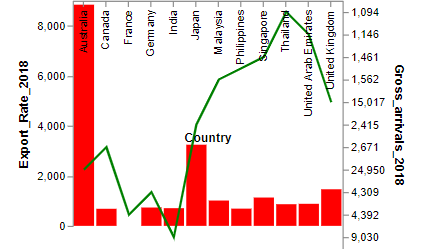 Export_Rate_2018
8,000
6,000
4,000
2,000
0
Australia
Canada
France
Germany
India
Japan
Malaysia
Philippines
Singapore
Thailand
United Arab Emirates
United Kingdom
Country
1,094
1,146
1,461
1,562
15,017
2,415
2,671
24,950
4,309
4,392
9,030
Gross_arrivals_2018